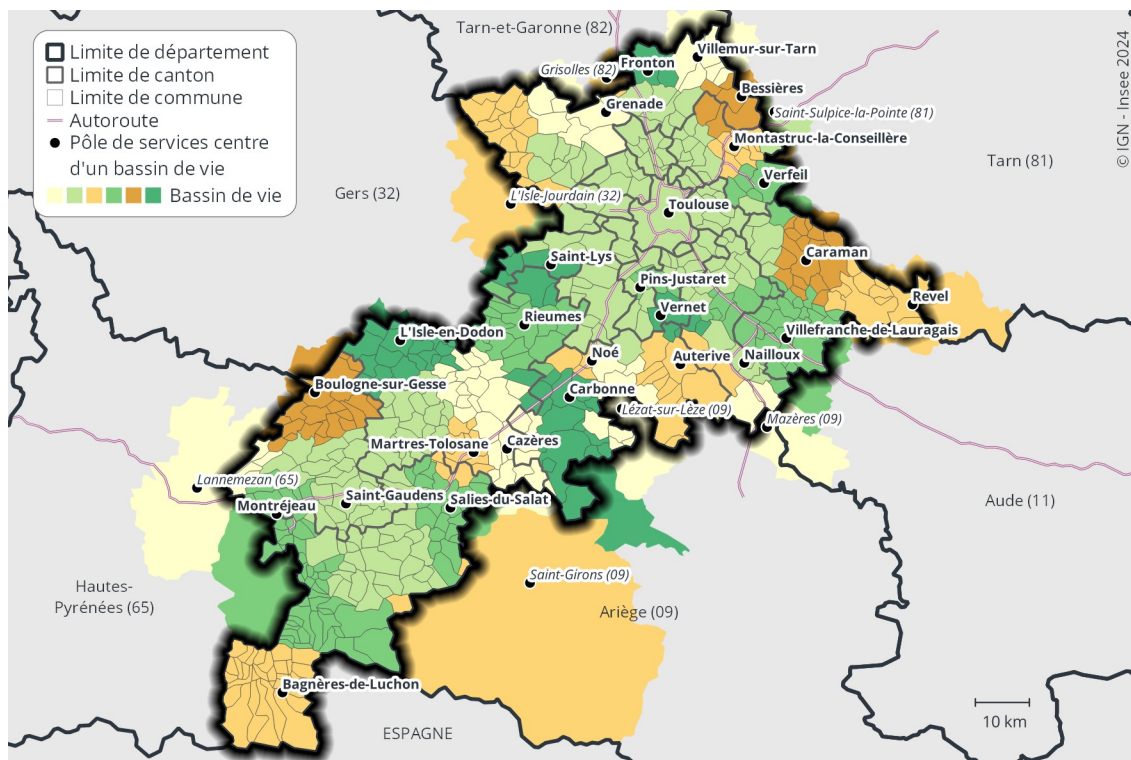 Limite de département
Limite de canton
Limite de commune
Autoroute
Pôle de services centre
d'un bassin de vie
Bassin de vie
Tarn-et-Garonne (82)
Villemur-sur-Tarn
Fronton
Grisolles (82)
Bessières
Grenade
Saint-Sulpice-la-Pointe (81)
Montastruc-la-Conseillère
© IGN - Insee 2024
Tarn (81)
Verfeil
Gers (32)
L'Isle-Jourdain (32)
Toulouse
Caraman
Saint-Lys
Pins-Justaret
Revel
Vernet
Rieumes
L'Isle-en-Dodon
Villefranche-de-Lauragais
Noé
Auterive
Nailloux
Boulogne-sur-Gesse
Carbonne
Lézat-sur-Lèze (09)
Mazères (09)
Martres-Tolosane
Cazères
Lannemezan (65)
Saint-Gaudens
Salies-du-Salat
Montréjeau
Aude (11)
Saint-Girons (09)
Hautes-
Pyrénées (65)
Ariège (09)
Bagnères-de-Luchon
ESPAGNE
10 km